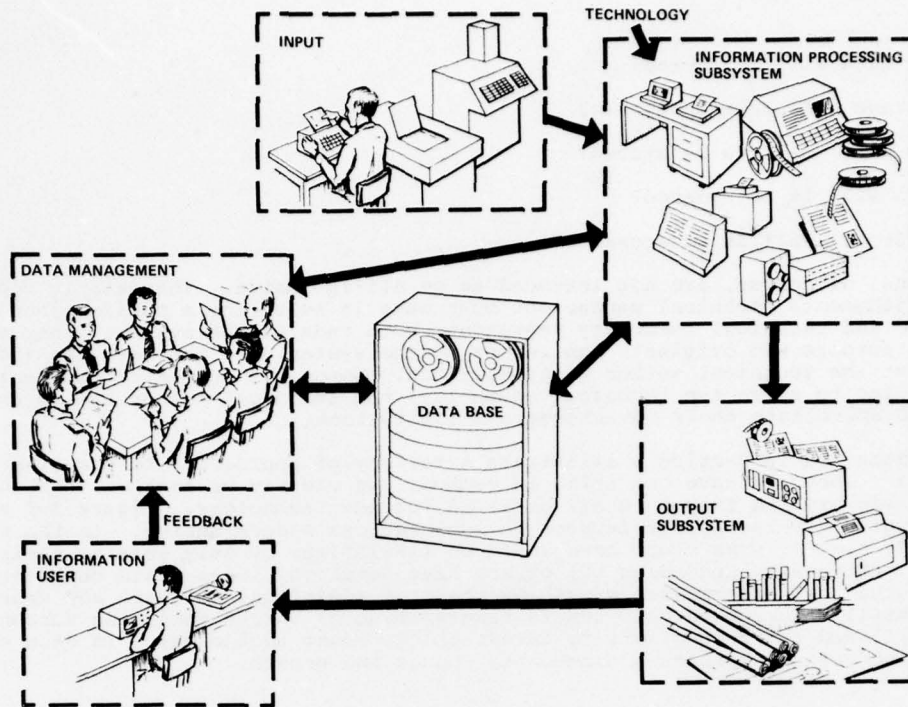 TECHNOLOGY
INPUT
INFORMATION PROCESSING
SUBSYSTEM
DATA MANAGEMENT
DATA BASE
OUTPUT
SUBSYSTEM
FEEDBACK
INFORMATION
USER